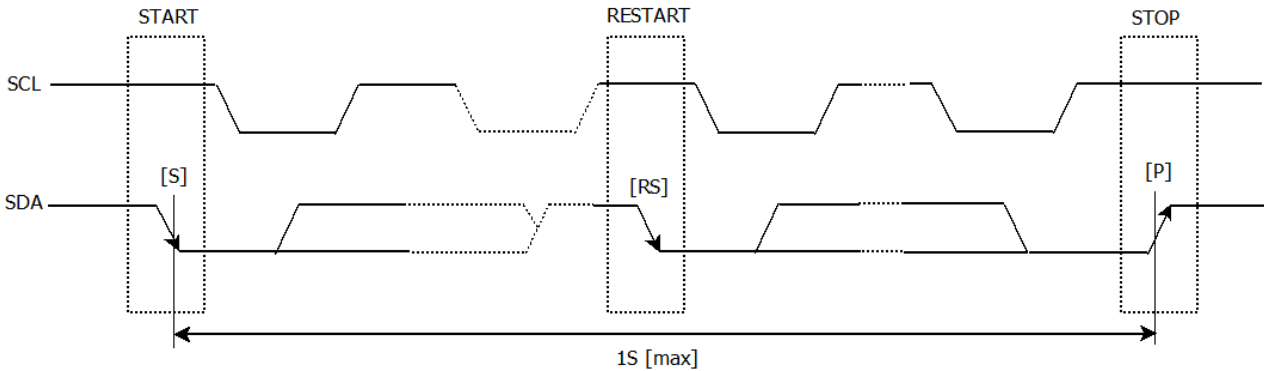 START
RESTART
STOP
SCL
[S]
[RS]
[P]
SDA
1S [max]